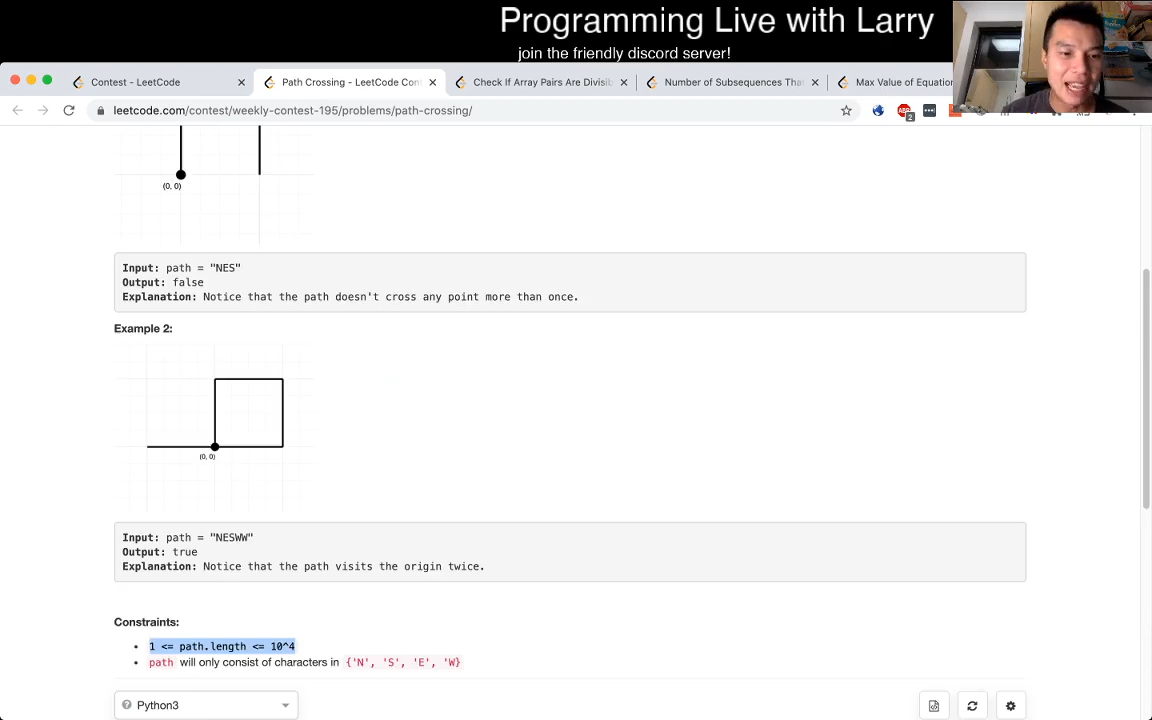 Programming Live with Larry
join the friendly discord server!
Contest - LeetCode
Path Crossing - LeetCode Con
Check If Array Pairs Are Divisib
Number of Subsequences Tha
Max Value of Equation
leetcode.com/contest/weekly-contest-195/problems/path-crossing/
2
(0, 0)
Input: path = "NES"
Output: false
Explanation: Notice that the path doesn't cross any point more than once.
Example 2:
(0, 0)
Input: path = "NESWW"
Output: true
Explanation: Notice that the path visits the origin twice.
Constraints:
1 <= path.length <= 10^4
path will only consist of characters in {'N', 'S', 'E', 'W'}
Python3